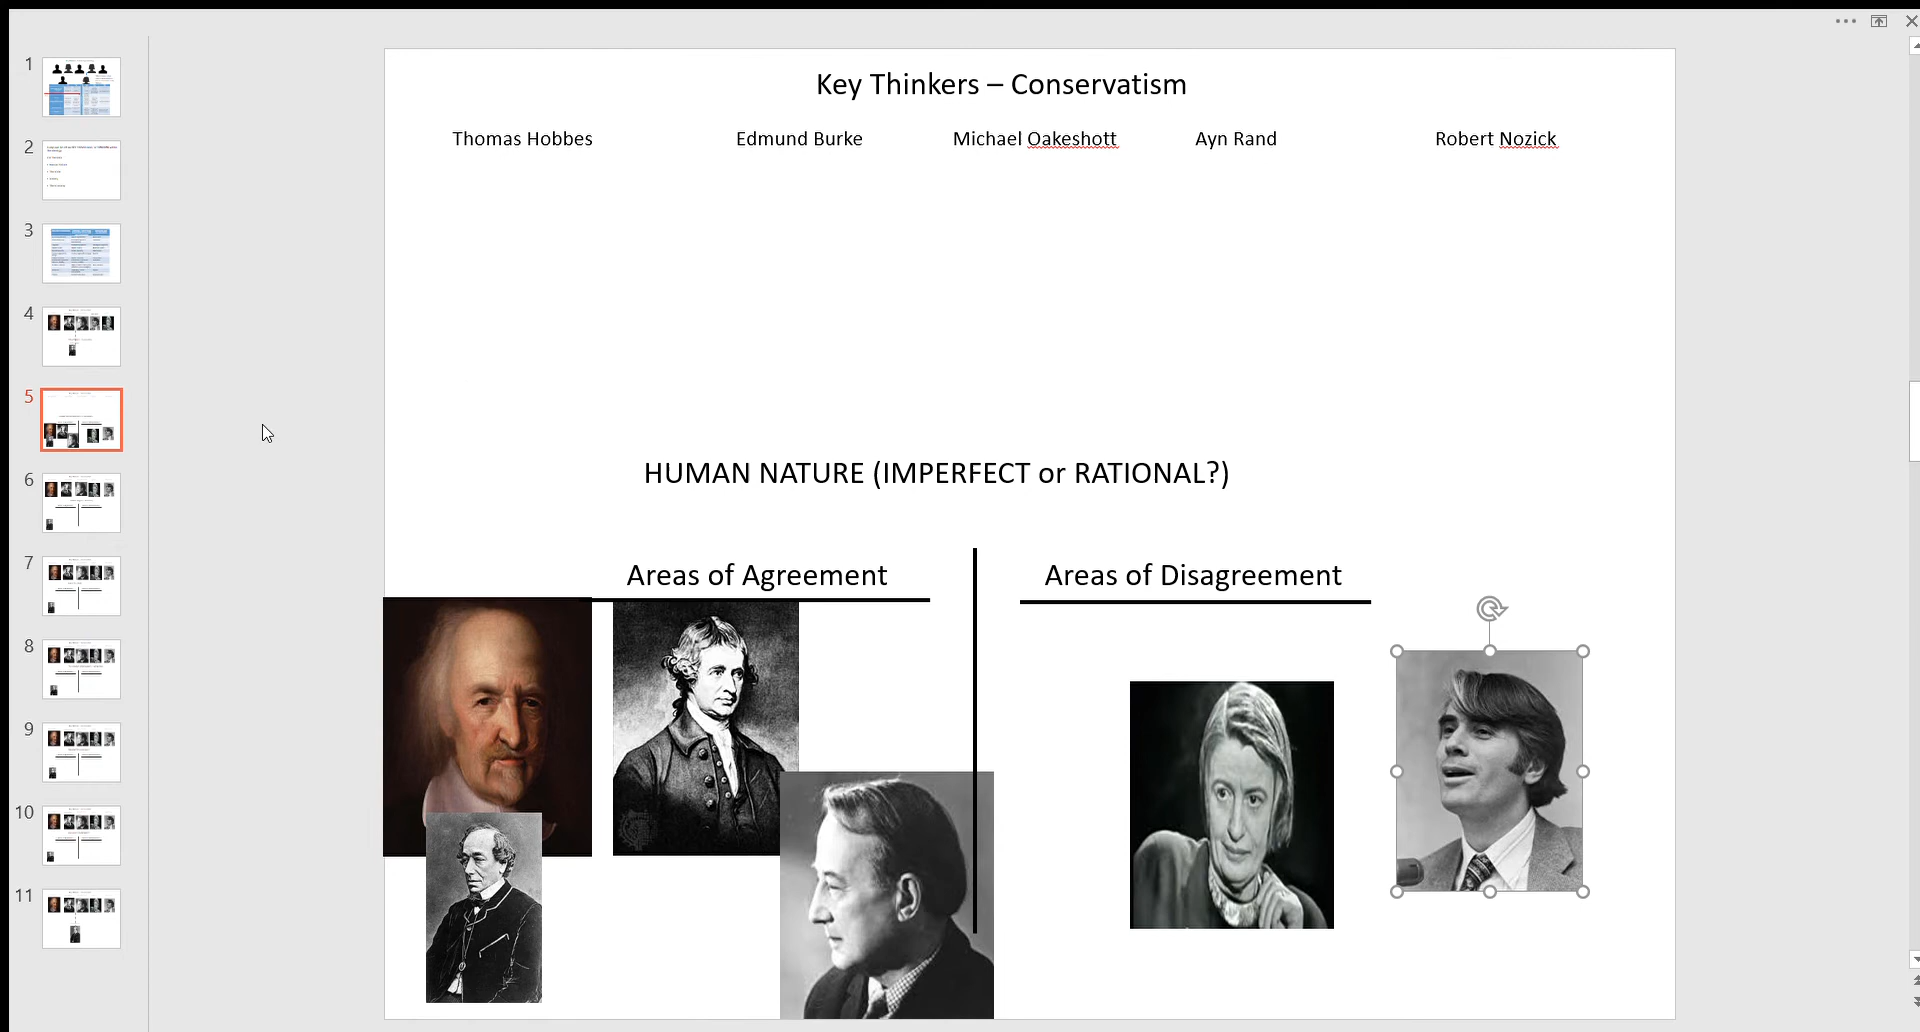 Key Thinkers – Conservatism
Thomas Hobbes Edmund Burke Michael Oakeshott Ayn Rand Robert Nozick
HUMAN NATURE (IMPERFECT or RATIONAL?)
Areas of Agreement Areas of Disagreement
1
2
3
4
5
6
7
8
9
10
11